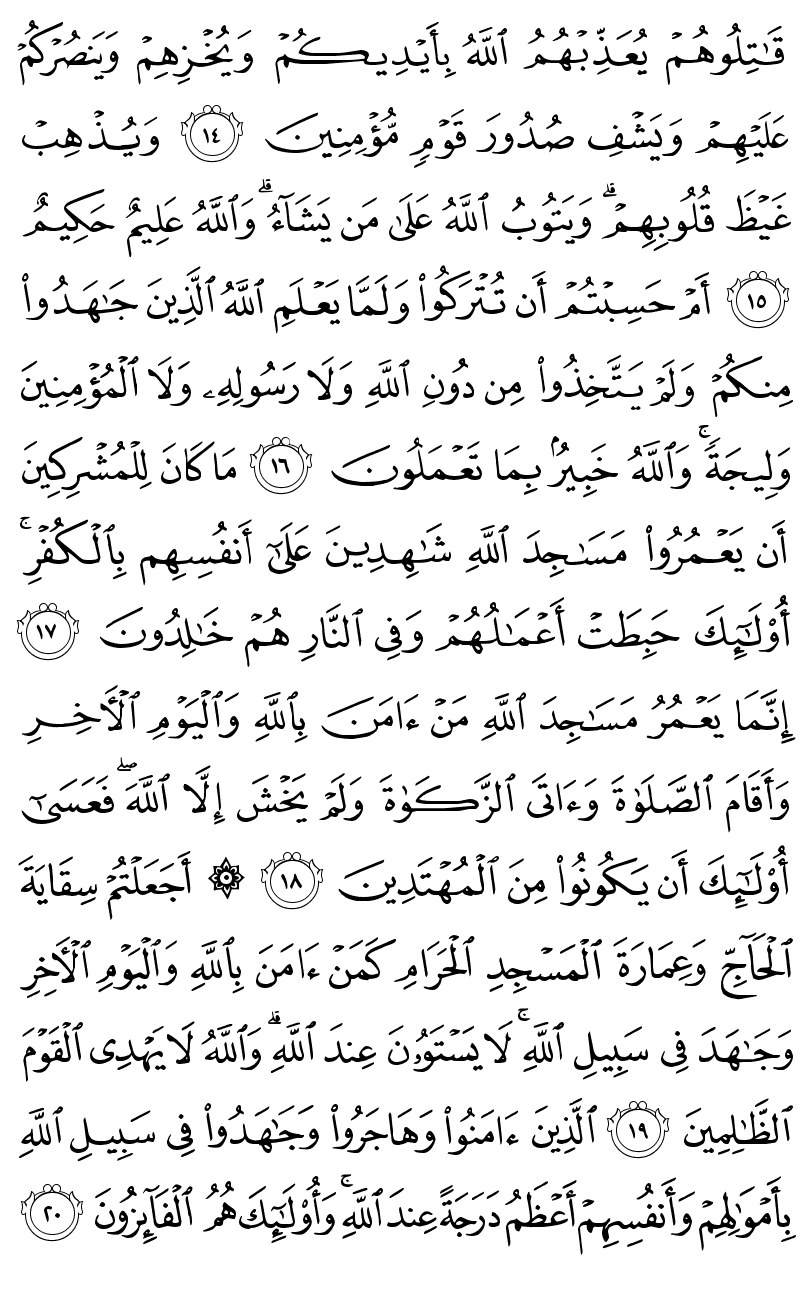 قَٰتِلُوهُمْ يُعَذِّبْهُمُ ٱللَّهُ بِأَيْدِيكُمْ وَيُخْزِهِمْ وَيَنصُرْكُمْ
عَلَيْهِمْ وَيَشْفِ صُدُورَ قَوْمٍ مُّؤْمِنِينَ ١٤ وَيُذْهِبْ
غَيْظَ قُلُوبِهِمْ ۗ وَيَتُوبُ ٱللَّهُ عَلَىٰ مَن يَشَآءُ ۗ وَٱللَّهُ عَلِيمٌ حَكِيمٌ
١٥ أَمْ حَسِبْتُمْ أَن تُتْرَكُوا۟ وَلَمَّا يَعْلَمِ ٱللَّهُ ٱلَّذِينَ جَٰهَدُوا۟
مِنكُمْ وَلَمْ يَتَّخِذُوا۟ مِن دُونِ ٱللَّهِ وَلَا رَسُولِهِۦ وَلَا ٱلْمُؤْمِنِينَ
وَلِيجَةً ۚ وَٱللَّهُ خَبِيرٌۢ بِمَا تَعْمَلُونَ ١٦ مَا كَانَ لِلْمُشْرِكِينَ
أَن يَعْمُرُوا۟ مَسَٰجِدَ ٱللَّهِ شَٰهِدِينَ عَلَىٰٓ أَنفُسِهِم بِٱلْكُفْرِ ۚ
أُو۟لَٰٓئِكَ حَبِطَتْ أَعْمَٰلُهُمْ وَفِى ٱلنَّارِ هُمْ خَٰلِدُونَ ١٧
إِنَّمَا يَعْمُرُ مَسَٰجِدَ ٱللَّهِ مَنْ ءَامَنَ بِٱللَّهِ وَٱلْيَوْمِ ٱلْءَاخِرِ
وَأَقَامَ ٱلصَّلَوٰةَ وَءَاتَى ٱلزَّكَوٰةَ وَلَمْ يَخْشَ إِلَّا ٱللَّهَ ۖ فَعَسَىٰٓ
أُو۟لَٰٓئِكَ أَن يَكُونُوا۟ مِنَ ٱلْمُهْتَدِينَ ١٨ ۞ أَجَعَلْتُمْ سِقَايَةَ
ٱلْحَآجِّ وَعِمَارَةَ ٱلْمَسْجِدِ ٱلْحَرَامِ كَمَنْ ءَامَنَ بِٱللَّهِ وَٱلْيَوْمِ ٱلْءَاخِرِ
وَجَٰهَدَ فِى سَبِيلِ ٱللَّهِ ۚ لَا يَسْتَوُۥنَ عِندَ ٱللَّهِ ۗ وَٱللَّهُ لَا يَهْدِى ٱلْقَوْمَ
ٱلظَّٰلِمِينَ ١٩ ٱلَّذِينَ ءَامَنُوا۟ وَهَاجَرُوا۟ وَجَٰهَدُوا۟ فِى سَبِيلِ ٱللَّهِ
بِأَمْوَٰلِهِمْ وَأَنفُسِهِمْ أَعْظَمُ دَرَجَةً عِندَ ٱللَّهِ ۚ وَأُو۟لَٰٓئِكَ هُمُ ٱلْفَآئِزُونَ ٢٠